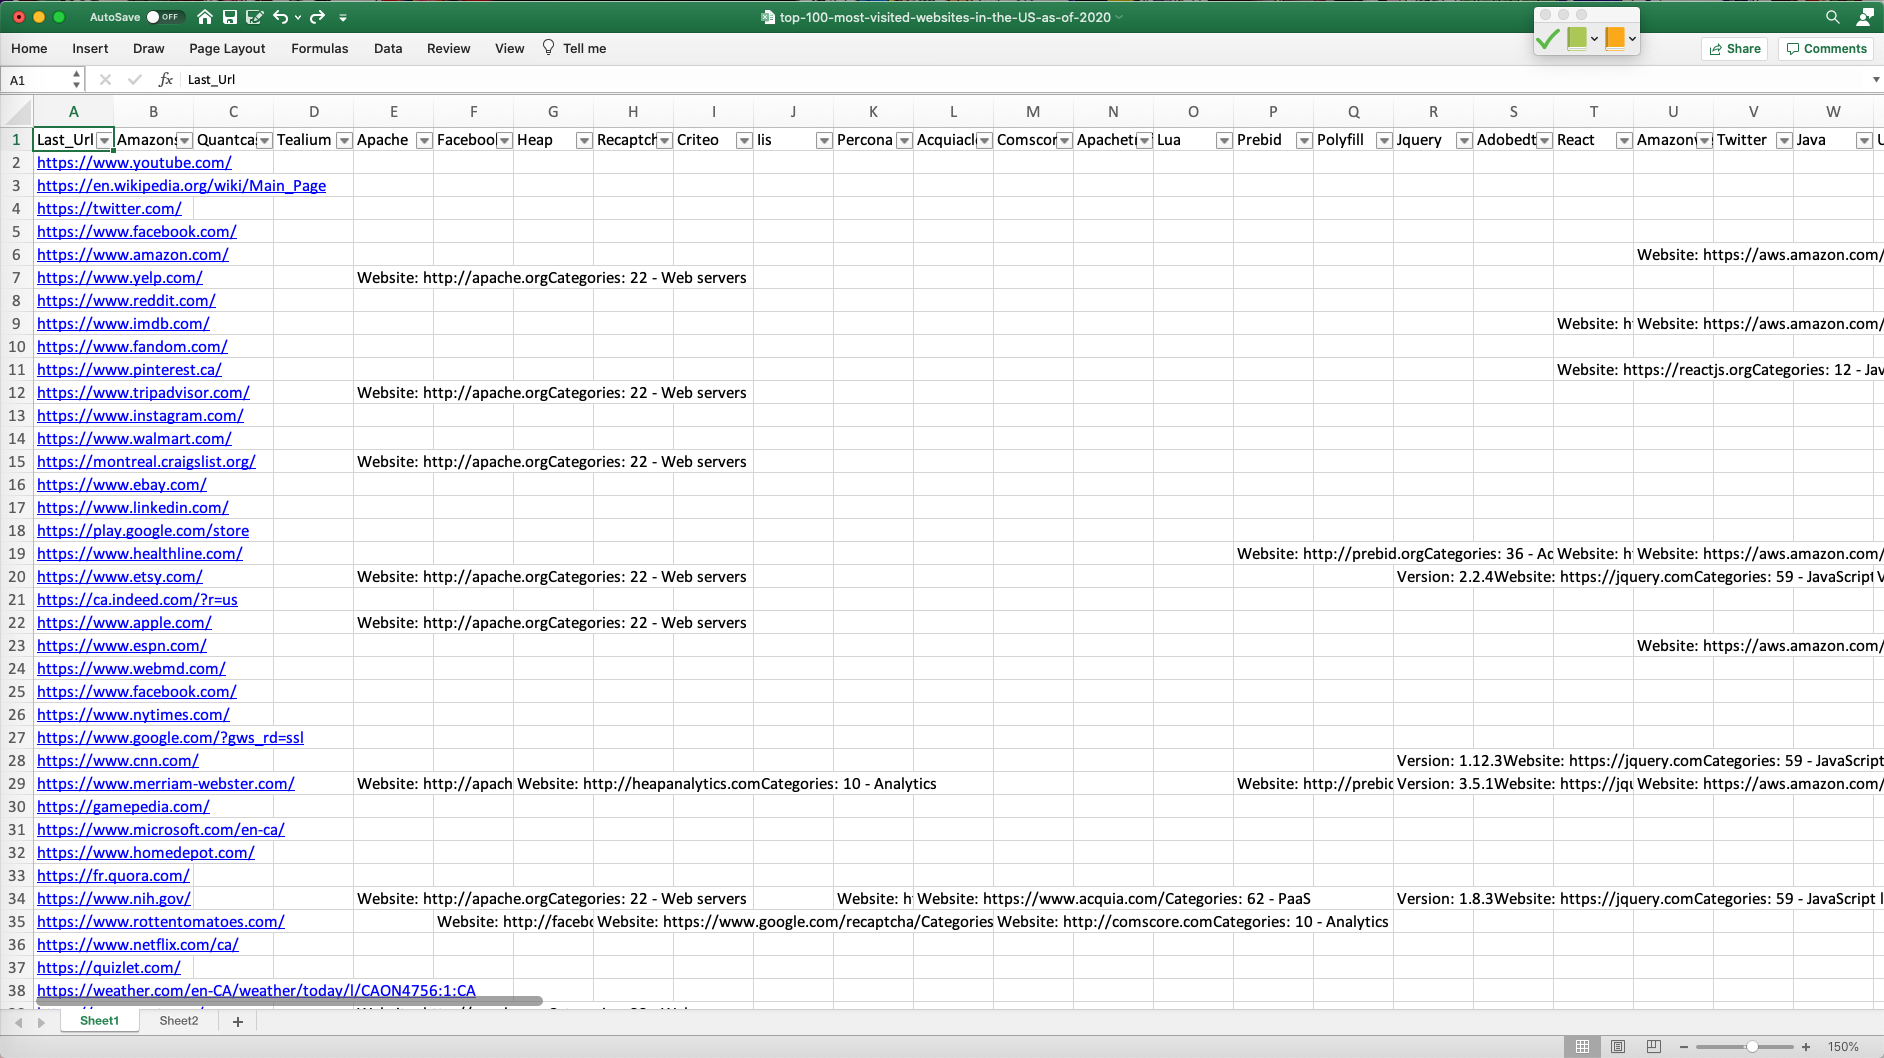 AutoSave OFF top-100-most-visited-websites-in-the-US-as-of-2020
Home Insert Draw Page Layout Formulas Data Review View Tell me Share Comments
A1 fx Last_Url
A B C D E F G H I J K L M N O P Q R S T U V W
1 Last_Url Amazons Quantca Tealium Apache Facebool Heap Recaptch Criteo Iis Percona Acquiacl Comscor Apachetr Lua Prebid Polyfill Jquery Adobedt React Amazonw Twitter Java
2 https://www.youtube.com/
3 https://en.wikipedia.org/wiki/Main_Page
4 https://twitter.com/
5 https://www.facebook.com/
6 https://www.amazon.com/ Website: https://aws.amazon.com/
7 https://www.yelp.com/ Website: http://apache.orgCategories: 22 - Web servers
8 https://www.reddit.com/
9 https://www.imdb.com/ Website: h Website: https://aws.amazon.com/
10 https://www.fandom.com/
11 https://www.pinterest.ca/ Website: https://reactjs.orgCategories: 12 - Jav
12 https://www.tripadvisor.com/ Website: http://apache.orgCategories: 22 - Web servers
13 https://www.instagram.com/
14 https://www.walmart.com/
15 https://montreal.craigslist.org/ Website: http://apache.orgCategories: 22 - Web servers
16 https://www.ebay.com/
17 https://www.linkedin.com/
18 https://play.google.com/store
19 https://www.healthline.com/ Website: http://prebid.orgCategories: 36 - Ad Website: h Website: https://aws.amazon.com/
20 https://www.etsy.com/ Website: http://apache.orgCategories: 22 - Web servers Version: 2.2.4Website: https://jquery.comCategories: 59 - JavaScript V
21 https://ca.indeed.com/?r=us
22 https://www.apple.com/ Website: http://apache.orgCategories: 22 - Web servers
23 https://www.espn.com/ Website: https://aws.amazon.com/
24 https://www.webmd.com/
25 https://www.facebook.com/
26 https://www.nytimes.com/
27 https://www.google.com/?gws_rd=ssl
28 https://www.cnn.com/ Version: 1.12.3Website: https://jquery.comCategories: 59 - JavaScript
29 https://www.merriam-webster.com/ Website: http://apach Website: http://heapanalytics.comCategories: 10 - Analytics Website: http://prebic Version: 3.5.1Website: https://jqu Website: https://aws.amazon.com/
30 https://gamepedia.com/
31 https://www.microsoft.com/en-ca/
32 https://www.homedepot.com/
33 https://fr.quora.com/
34 https://www.nih.gov/ Website: http://apache.orgCategories: 22 - Web servers Website: h Website: https://www.acquia.com/Categories: 62 - PaaS Version: 1.8.3Website: https://jquery.comCategories: 59 - JavaScript l
35 https://www.rottentomatoes.com/ Website: http://facebc Website: https://www.google.com/recaptcha/Categories Website: http://comscore.comCategories: 10 - Analytics
36 https://www.netflix.com/ca/
37 https://quizlet.com/
38 https://weather.com/en-CA/weather/today/l/CAON4756:1:CA
Sheet1 Sheet2
150%